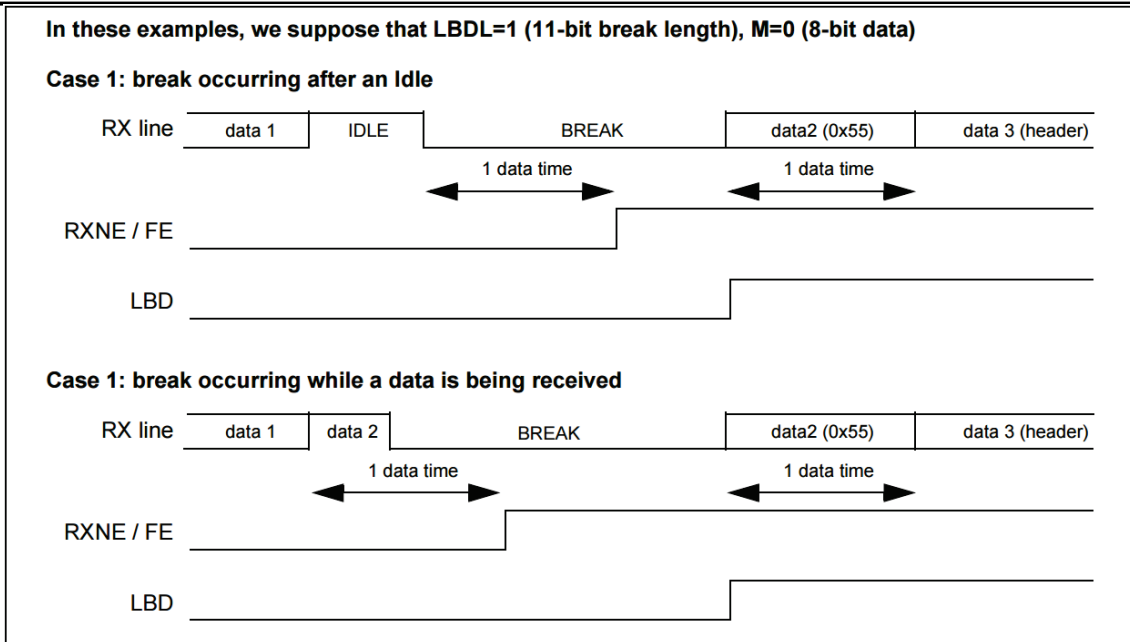 In these examples, we suppose that LBDL=1 (11-bit break length), M=0 (8-bit data)
Case 1: break occurring after an Idle
RX line data 1 IDLE BREAK data2 (0x55) data 3 (header)
1 data time 1 data time
RXNE / FE
LBD
Case 1: break occurring while a data is being received
RX line data 1 data 2 BREAK data2 (0x55) data 3 (header)
1 data time 1 data time
RXNE / FE
LBD